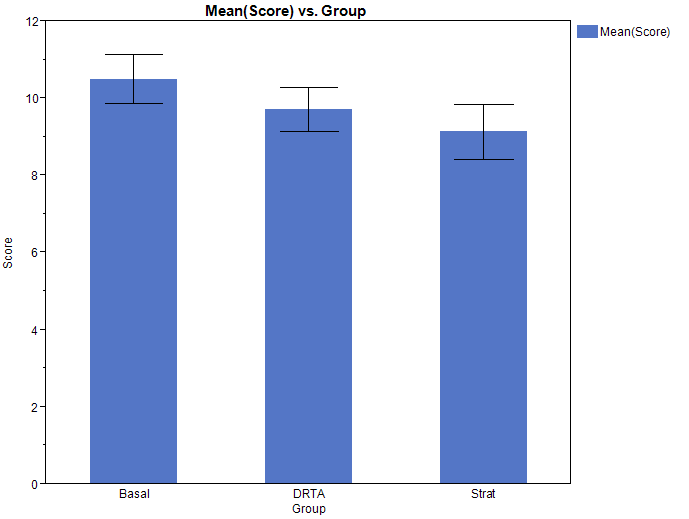 Mean(Score) vs. Group
12
10
8
6
4
2
0
Score
Basal DRTA Strat
Group
Mean(Score)